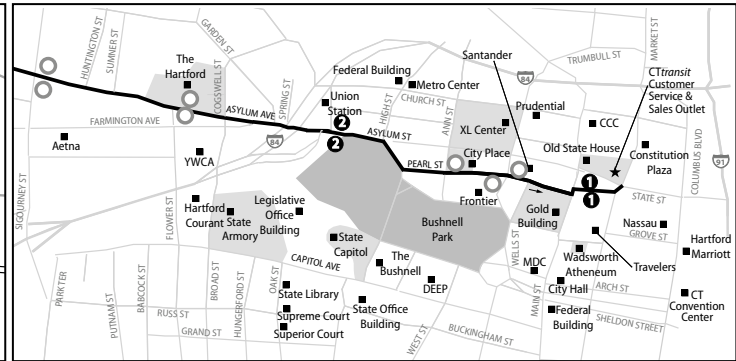 HUNTINGTON ST
SUMNER ST
GARDEN ST
The
Hartford
COGSWELL ST
SPRING ST
Federal Building
Metro Center
Santander
TRUMBULL ST
MARKET ST
84
CTtransit
Customer
Service &
Sales Outlet
Union
Station
HIGH ST
CHURCH ST
ANN ST
Prudential
XL Center
CCC
ASYLUM AVE
FARMINGTON AVE
2
ASYLUM ST
2
84
Aetna
YWCA
City Place
PEARL ST
Old State House
Constitution
Plaza
COLUMBUS BLVD
91
SIGOURNEY ST
FLOWER ST
Hartford
Courant
State
Armory
Legislative
Office
Building
Frontier
1
1
STATE ST
Gold
Building
Bushnell
Park
Nassau
GROVE ST
Hartford
Marriott
State
Capitol
CAPITOL AVE
The
Bushnell
WELLS ST
MDC
Wadsworth
Atheneum
Travelers
DEEP
City Hall
ARCH ST
CT
Convention
Center
PARK TER
PUTNAM ST
BABCOCK ST
BROAD ST
HUNGERFORD ST
OAK ST
State Library
Supreme Court
Superior Court
State Office
Building
MAIN ST
Federal
Building
SHELDON STREET
RUSS ST
GRAND ST
WEST ST
BUCKINGHAM ST